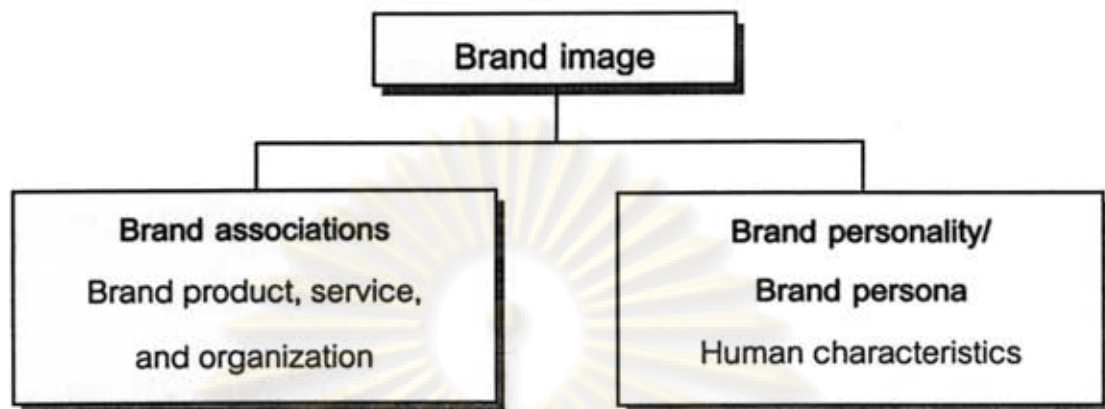 Brand image
Brand associations
Brand product, service,
and organization
Brand personality/
Brand persona
Human characteristics